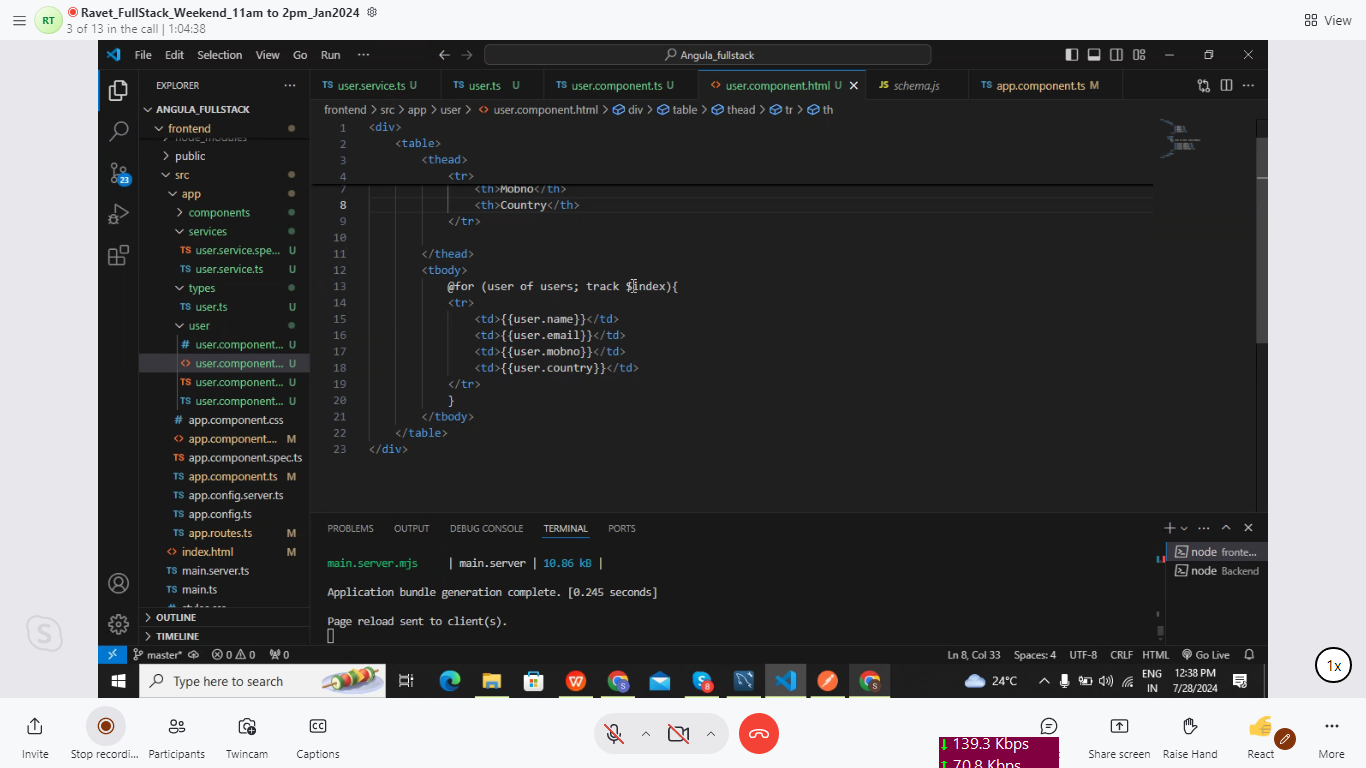 RT
Ravet_FullStack_Weekend_11am to 2pm_Jan2024
3 of 13 in the call | 1:04:38
View
File Edit Selection View Go Run ···
Angula_fullstack
EXPLORER ···
ANGULA_FULLSTACK
frontend
node_modules
public
src
app
components
services
TS user.service.spe... U
TS user.service.ts U
types
TS user.ts U
user
# user.component... U
<> user.component... U
TS user.component... U
TS user.component... U
# app.component.css
<> app.component.... M
TS app.component.spec.ts
TS app.component.ts M
TS app.config.server.ts
TS app.config.ts
TS app.routes.ts M
<> index.html M
TS main.server.ts
TS main.ts
OUTLINE
TIMELINE
23
TS user.service.ts U
TS user.ts U
TS user.component.ts U
<> user.component.html U
JS schema.js
TS app.component.ts M
frontend > src > app > user > <> user.component.html > div > table > thead > tr > th
1 <div>
2 <table>
3 <thead>
4 <tr>
7 <th>Mobno</th>
8 <th>Country</th>
9 </tr>
10
11 </thead>
12 <tbody>
13 @for (user of users; track $index){
14 <tr>
15 <td>{{user.name}}</td>
16 <td>{{user.email}}</td>
17 <td>{{user.mobno}}</td>
18 <td>{{user.country}}</td>
19 </tr>
20 }
21 </tbody>
22 </table>
23 </div>
PROBLEMS OUTPUT DEBUG CONSOLE TERMINAL PORTS
main.server.mjs | main.server | 10.86 kB |
Application bundle generation complete. [0.245 seconds]
Page reload sent to client(s).
node fronte...
node Backend
master* 0 0 0
Ln 8, Col 33 Spaces: 4 UTF-8 CRLF HTML Go Live
Type here to search
8
24°C
ENG
IN
12:38 PM
7/28/2024
1x
Invite
Stop recordi...
Participants
Twincam
Captions
139.3 Kbps
70.8 Kbps
Share screen
Raise Hand
React
More